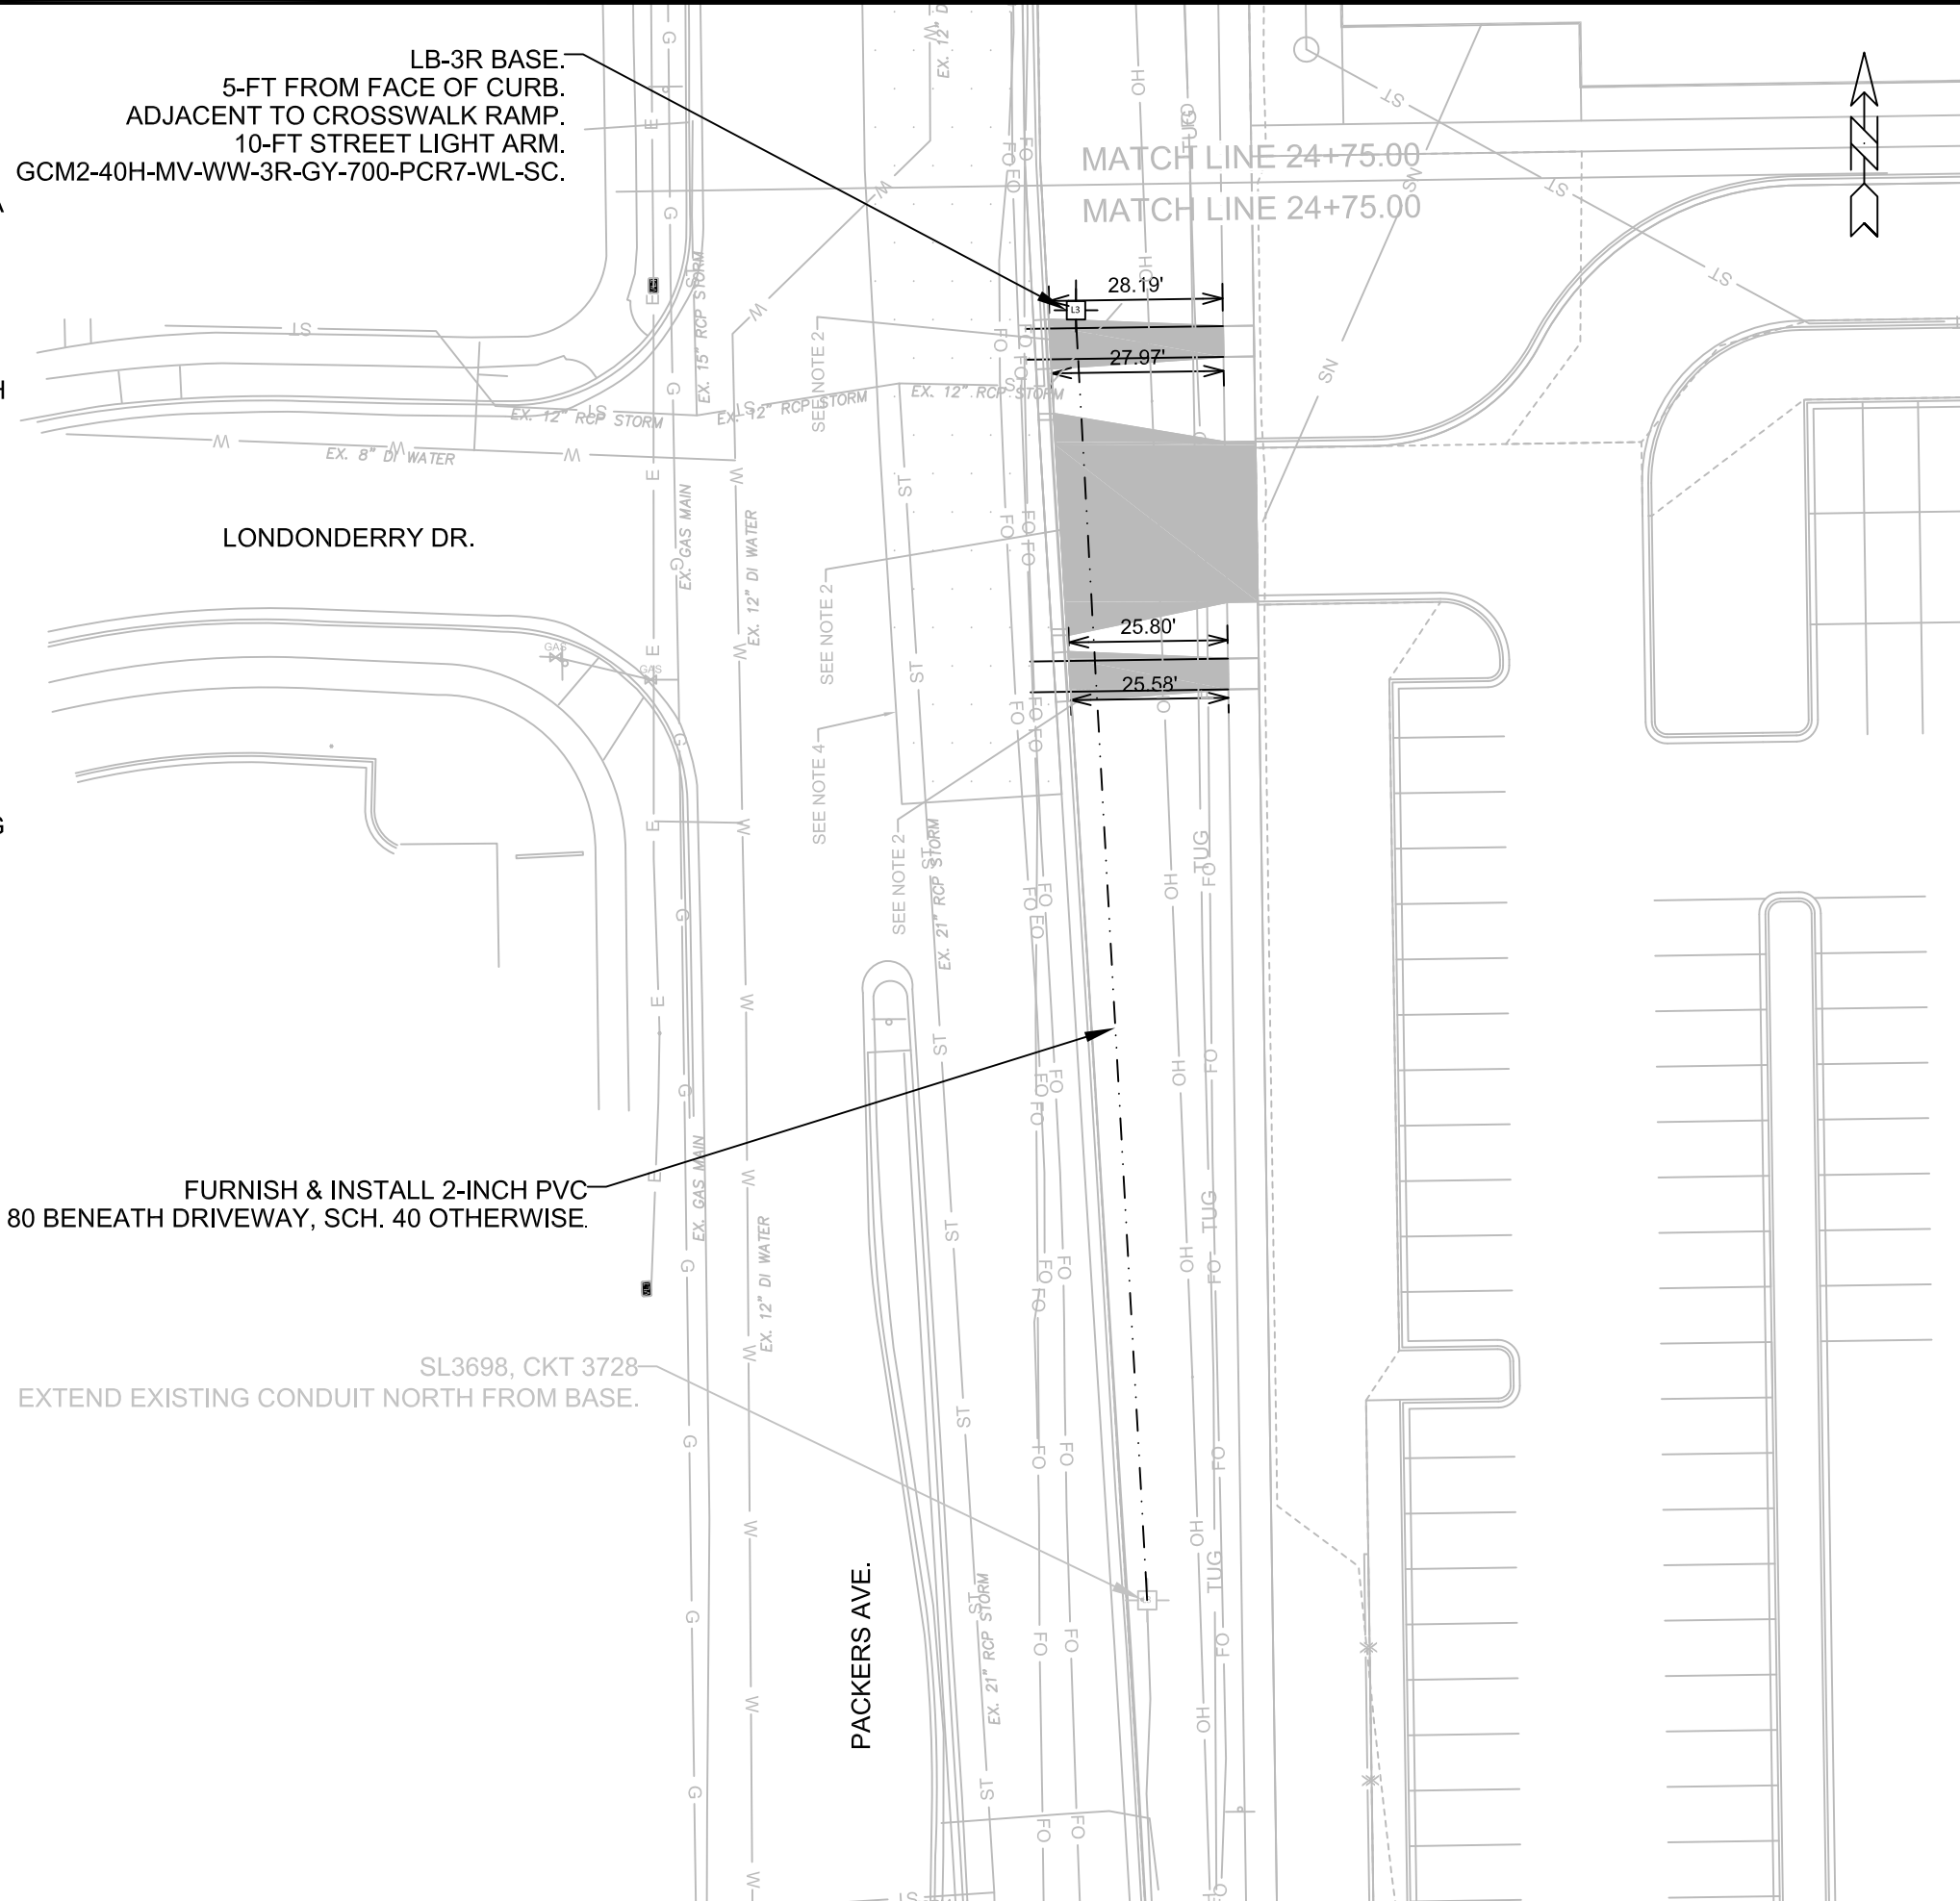 LB-3R BASE.
5-FT FROM FACE OF CURB.
ADJACENT TO CROSSWALK RAMP.
10-FT STREET LIGHT ARM.
GCM2-40H-MV-WW-3R-GY-700-PCR7-WL-SC.
MATCH LINE 24+75.00
MATCH LINE 24+75.00
28.19'
L3
27.97'
SEE NOTE 2
EX. 15" RCP STORM
EX. 12" RCP STORM
EX. 12" RCP STORM
EX. 12" RCP STORM
EX. 8" DI WATER
LONDONDERRY DR.
EX. GAS MAIN
EX. 12" DI WATER
SEE NOTE 2
25.80'
25.58'
GAS
GAS
SEE NOTE 4
SEE NOTE 2
EX. 21" RCP STORM
TUG
FURNISH & INSTALL 2-INCH PVC
80 BENEATH DRIVEWAY, SCH. 40 OTHERWISE.
EX. GAS MAIN
EX. 12" DI WATER
TUG
SL3698, CKT 3728
EXTEND EXISTING CONDUIT NORTH FROM BASE.
TUG
PACKERS AVE.
EX. 21" RCP STORM